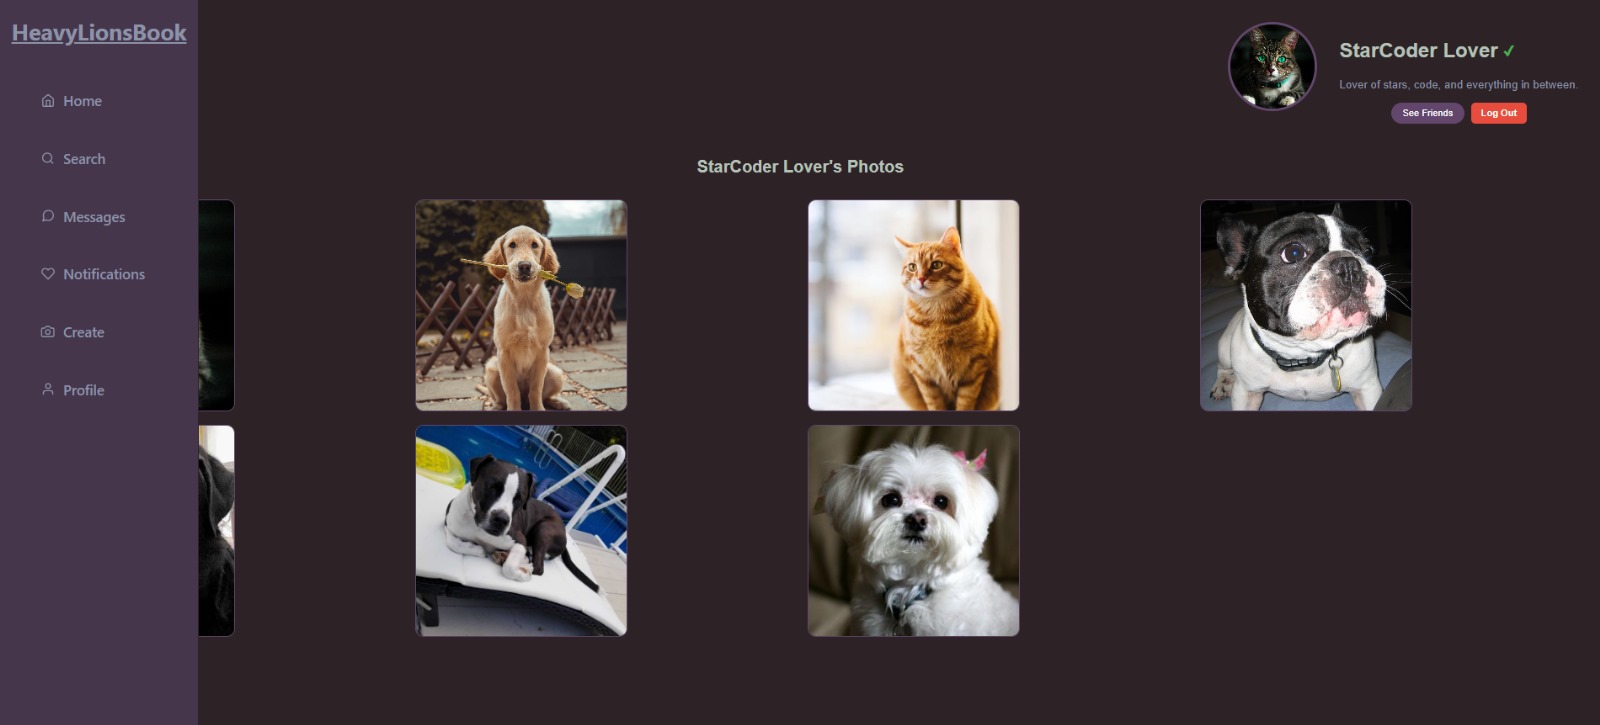 HeavyLionsBook
Home
Search
Messages
Notifications
Create
Profile
StarCoder Lover ✓
Lover of stars, code, and everything in between.
See Friends
Log Out
StarCoder Lover's Photos